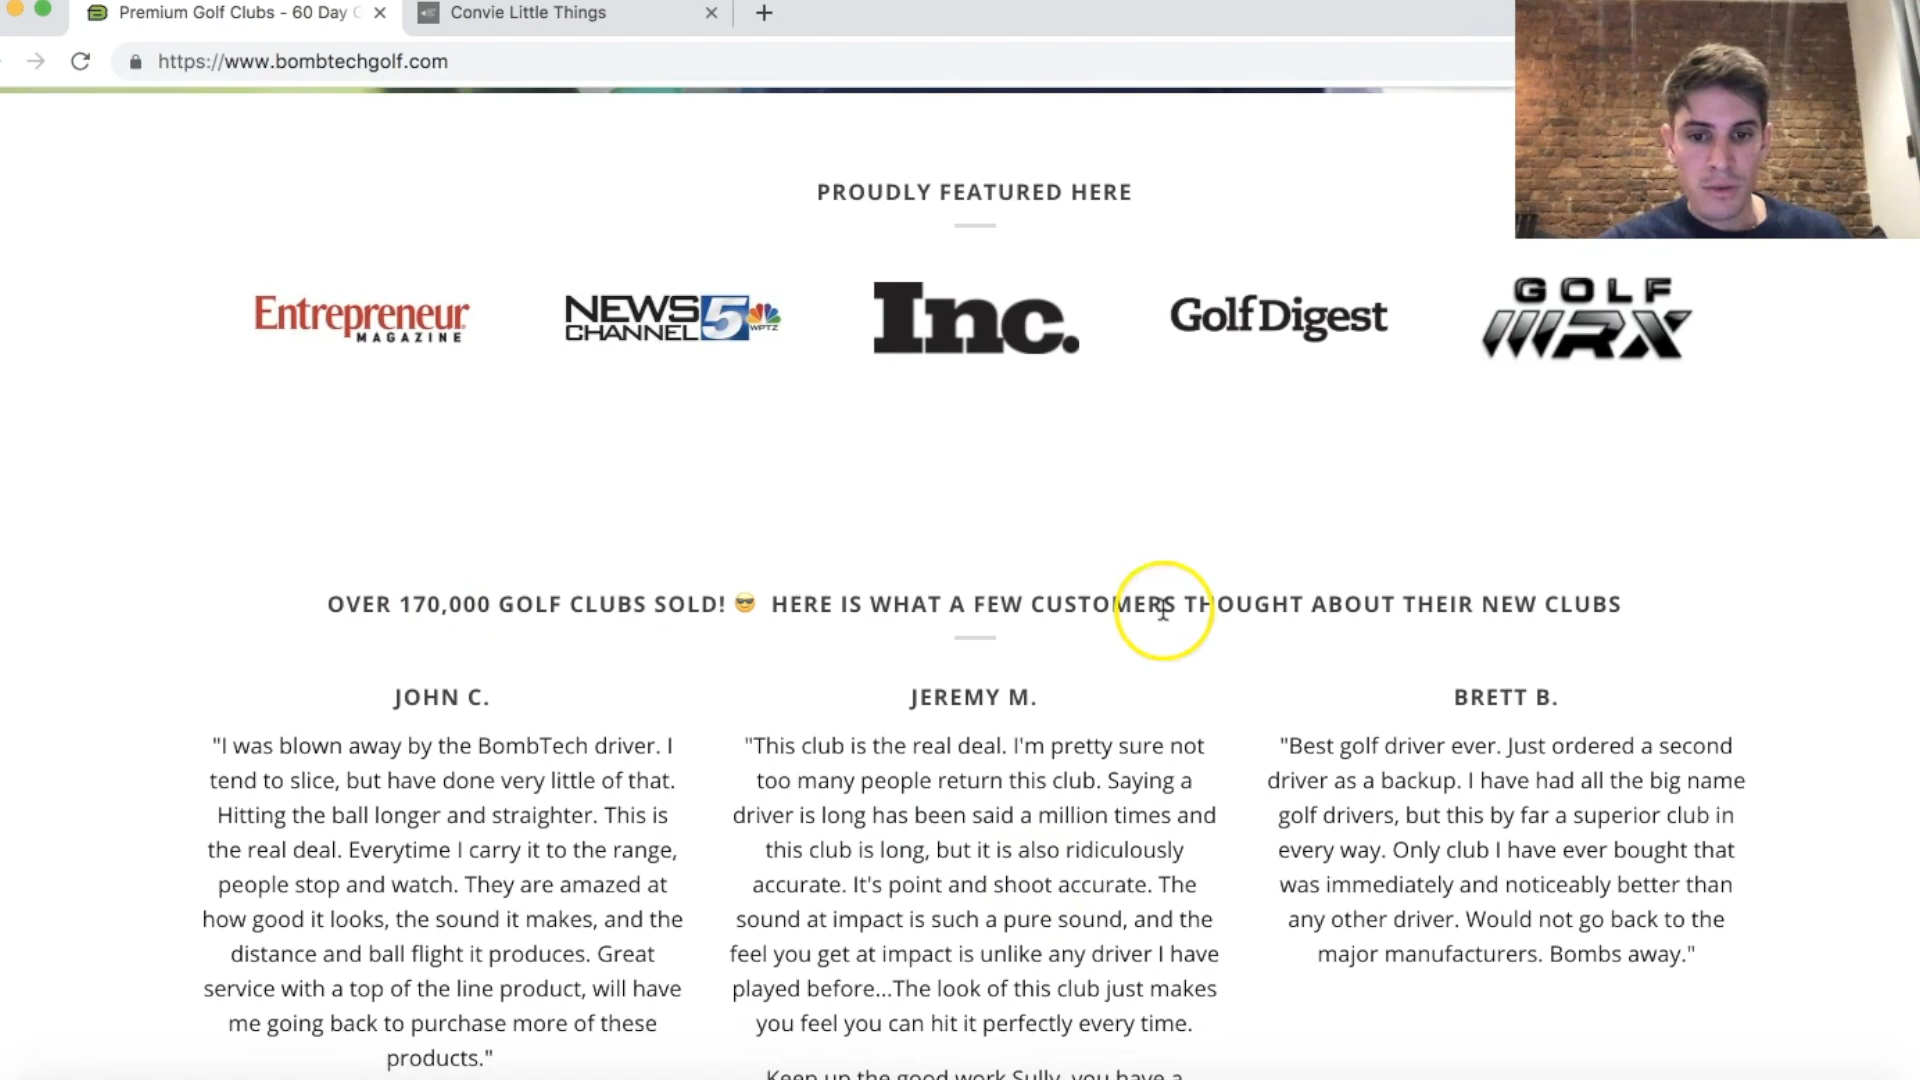 Premium Golf Clubs - 60 Day
Convie Little Things
https://www.bombtechgolf.com
PROUDLY FEATURED HERE
Entrepreneur
MAGAZINE
NEWS
CHANNEL 5
WPTZ
Inc.
GolfDigest
GOLF
WRX
OVER 170,000 GOLF CLUBS SOLD! 😎 HERE IS WHAT A FEW CUSTOMERS THOUGHT ABOUT THEIR NEW CLUBS
JOHN C.
"I was blown away by the BombTech driver. I
tend to slice, but have done very little of that.
Hitting the ball longer and straighter. This is
the real deal. Everytime I carry it to the range,
people stop and watch. They are amazed at
how good it looks, the sound it makes, and the
distance and ball flight it produces. Great
service with a top of the line product, will have
me going back to purchase more of these
products."
JEREMY M.
"This club is the real deal. I'm pretty sure not
too many people return this club. Saying a
driver is long has been said a million times and
this club is long, but it is also ridiculously
accurate. It's point and shoot accurate. The
sound at impact is such a pure sound, and the
feel you get at impact is unlike any driver I have
played before...The look of this club just makes
you feel you can hit it perfectly every time.
Keep up the good work Sully, you have a
BRETT B.
"Best golf driver ever. Just ordered a second
driver as a backup. I have had all the big name
golf drivers, but this by far a superior club in
every way. Only club I have ever bought that
was immediately and noticeably better than
any other driver. Would not go back to the
major manufacturers. Bombs away."